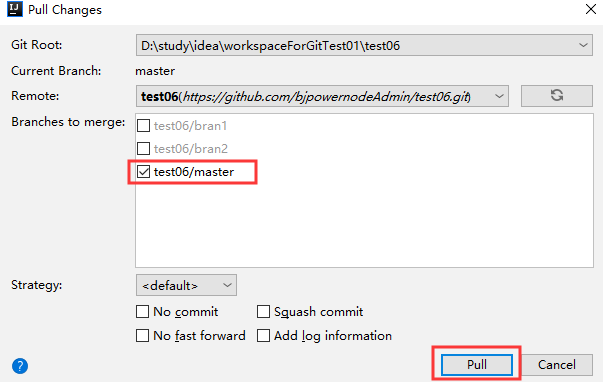 Pull Changes
Git Root: D:\study\idea\workspaceForGitTest01\test06
Current Branch: master
Remote: test06(https://github.com/bjpowernodeAdmin/test06.git)
Branches to merge: test06/bran1
test06/bran2
test06/master
Strategy: <default>
No commit Squash commit
No fast forward Add log information
? Pull Cancel